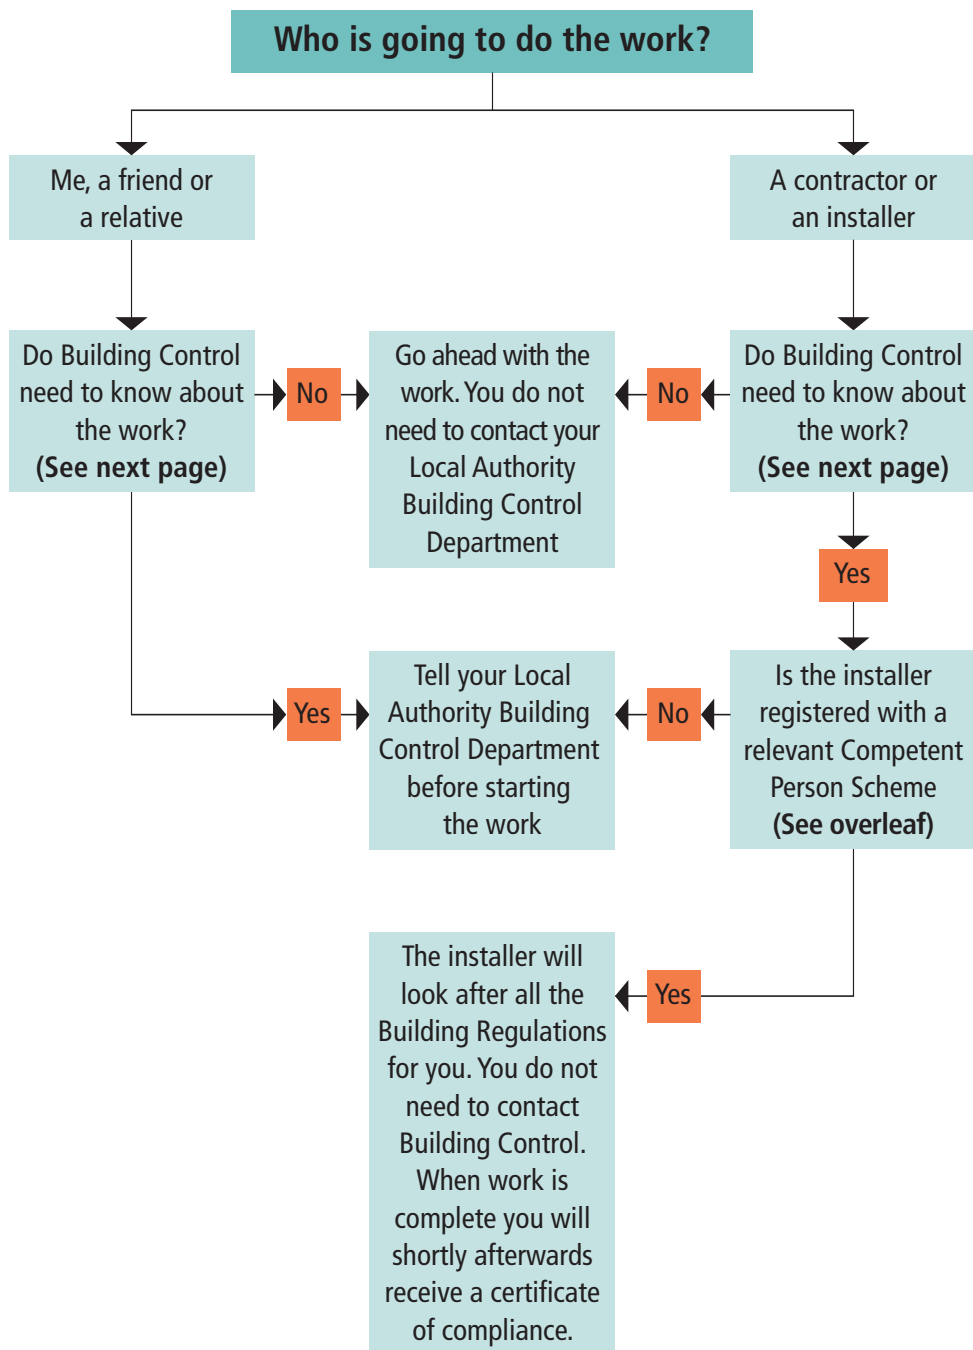 Who is going to do the work?
Me, a friend or
a relative
A contractor or
an installer
Do Building Control
need to know about
the work?
(See next page)
No
Go ahead with the
work. You do not
need to contact your
Local Authority
Building Control
Department
No
Do Building Control
need to know about
the work?
(See next page)
Yes
Yes
Tell your Local
Authority Building
Control Department
before starting
the work
No
Is the installer
registered with a
relevant Competent
Person Scheme
(See overleaf)
The installer will
look after all the
Building Regulations
for you. You do not
need to contact
Building Control.
When work is
complete you will
shortly afterwards
receive a certificate
of compliance.
Yes